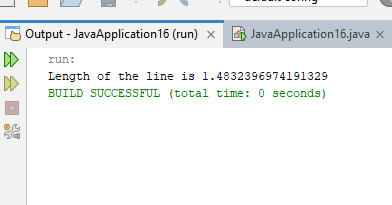 Output - JavaApplication16 (run)
JavaApplication16.java
run:
Length of the line is 1.4832396974191329
BUILD SUCCESSFUL (total time: 0 seconds)